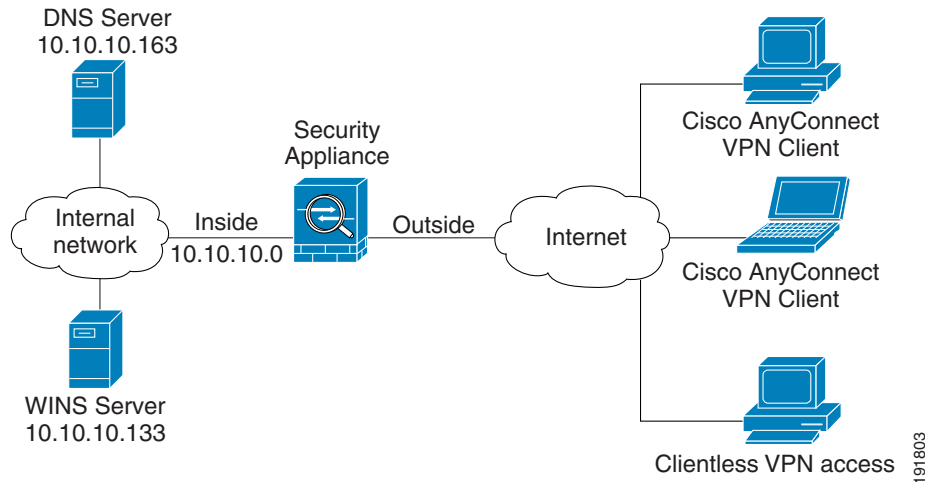 DNS Server
10.10.10.163
Security
Appliance
Cisco AnyConnect
VPN Client
Internal
network
Inside
10.10.10.0
Outside
Internet
Cisco AnyConnect
VPN Client
WINS Server
10.10.10.133
Clientless VPN access
191803